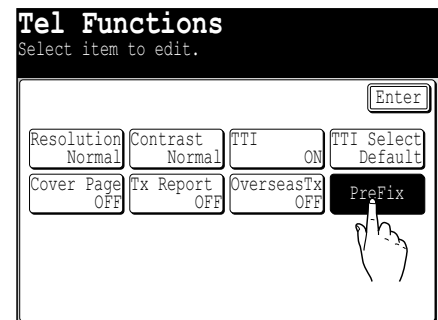 Tel Functions
Select item to edit.
Enter
Resolution Contrast TTI TTI Select
Normal Normal ON Default
Cover Page Tx Report OverseasTx PreFix
OFF OFF OFF